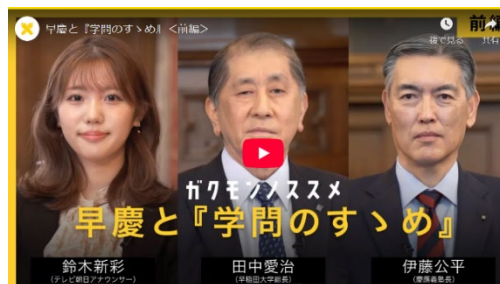 早慶と『学問のすゝめ』＜前編＞
前編
後で見る
共有
ガクモンノススメ
早慶と『学問のすゝめ』
鈴木新彩
（テレビ朝日アナウンサー）
田中愛治
（早稲田大学総長）
伊藤公平
（慶應義塾長）